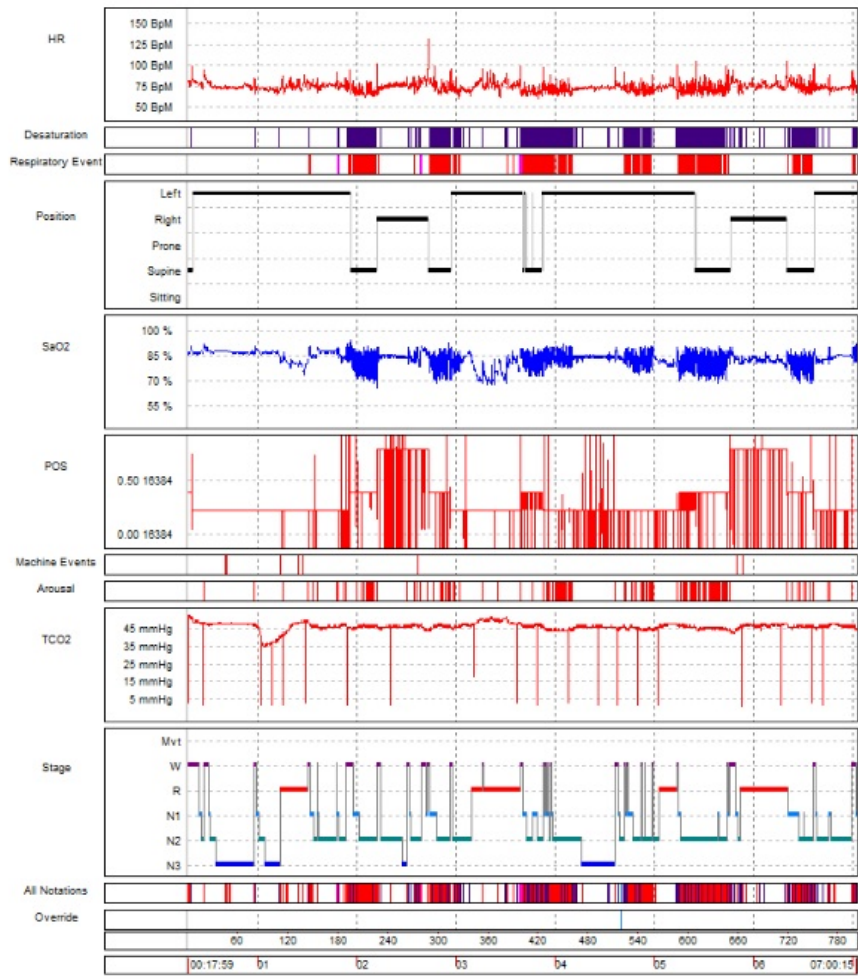 HR
150 BpM
125 BpM
100 BpM
75 BpM
50 BpM
Desaturation
Respiratory Event
Position
Left
Right
Prone
Supine
Sitting
SaO2
100 %
85 %
70 %
55 %
POS
0.50 16384
0.00 16384
Machine Events
Arousal
TCO2
45 mmHg
35 mmHg
25 mmHg
15 mmHg
5 mmHg
Stage
Mvt
W
R
N1
N2
N3
All Notations
Override
60 120 180 240 300 360 420 480 540 600 660 720 780
00:17:59 01 02 03 04 05 06 07:00:15